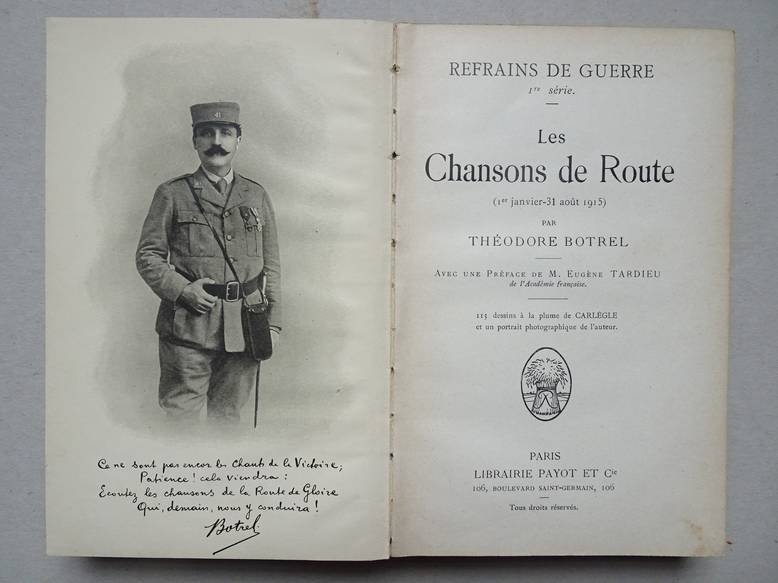 41
Ce ne sont pas encor les Chants de la Victoire;
Patience! cela viendra:
Ecoutez les chansons de la Route de Gloire
Qui, demain, nous y conduira!
Botrel
REFRAINS DE GUERRE
1re série.
Les
Chansons de Route
(1er janvier-31 août 1915)
PAR
THÉODORE BOTREL
AVEC UNE PRÉFACE DE M. EUGÈNE TARDIEU
de l'Académie française.
115 dessins à la plume de CARLÈGLE
et un portrait photographique de l'auteur.
PARIS
LIBRAIRIE PAYOT ET Cie
106, BOULEVARD SAINT-GERMAIN, 106
Tous droits réservés.